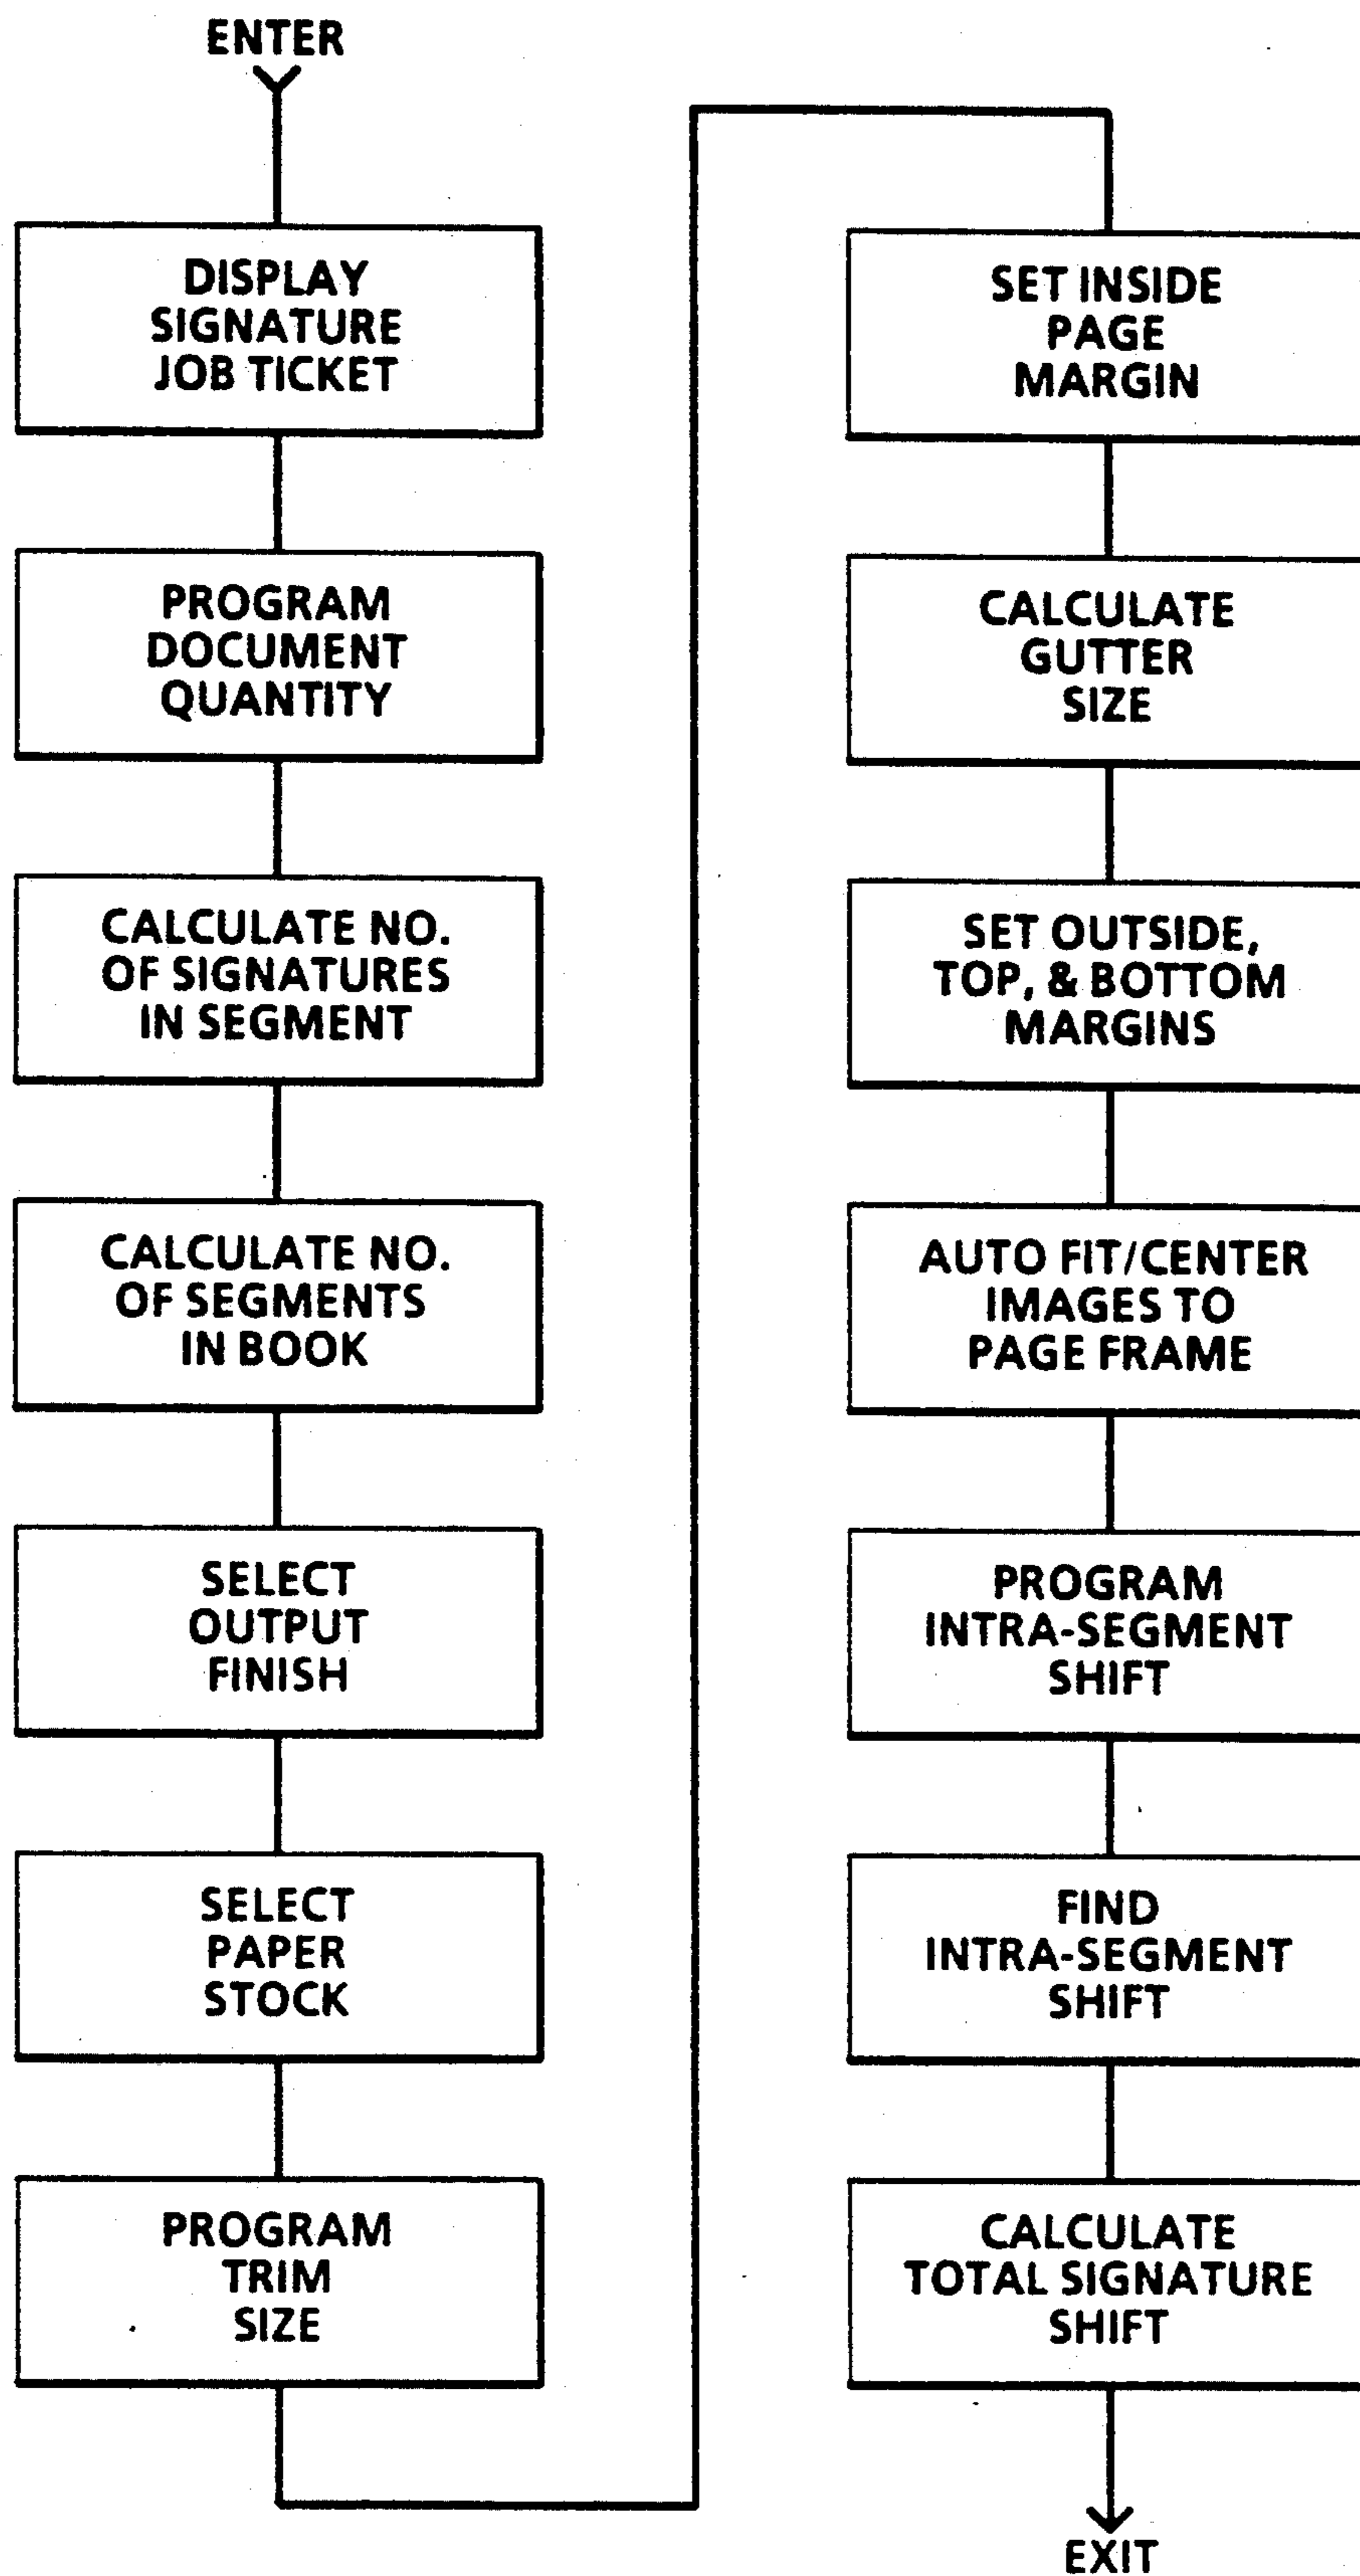 ENTER
DISPLAY
SIGNATURE
JOB TICKET
PROGRAM
DOCUMENT
QUANTITY
CALCULATE NO.
OF SIGNATURES
IN SEGMENT
CALCULATE NO.
OF SEGMENTS
IN BOOK
SELECT
OUTPUT
FINISH
SELECT
PAPER
STOCK
PROGRAM
TRIM
SIZE
SET INSIDE
PAGE
MARGIN
CALCULATE
GUTTER
SIZE
SET OUTSIDE,
TOP, & BOTTOM
MARGINS
AUTO FIT/CENTER
IMAGES TO
PAGE FRAME
PROGRAM
INTRA-SEGMENT
SHIFT
FIND
INTRA-SEGMENT
SHIFT
CALCULATE
TOTAL SIGNATURE
SHIFT
EXIT